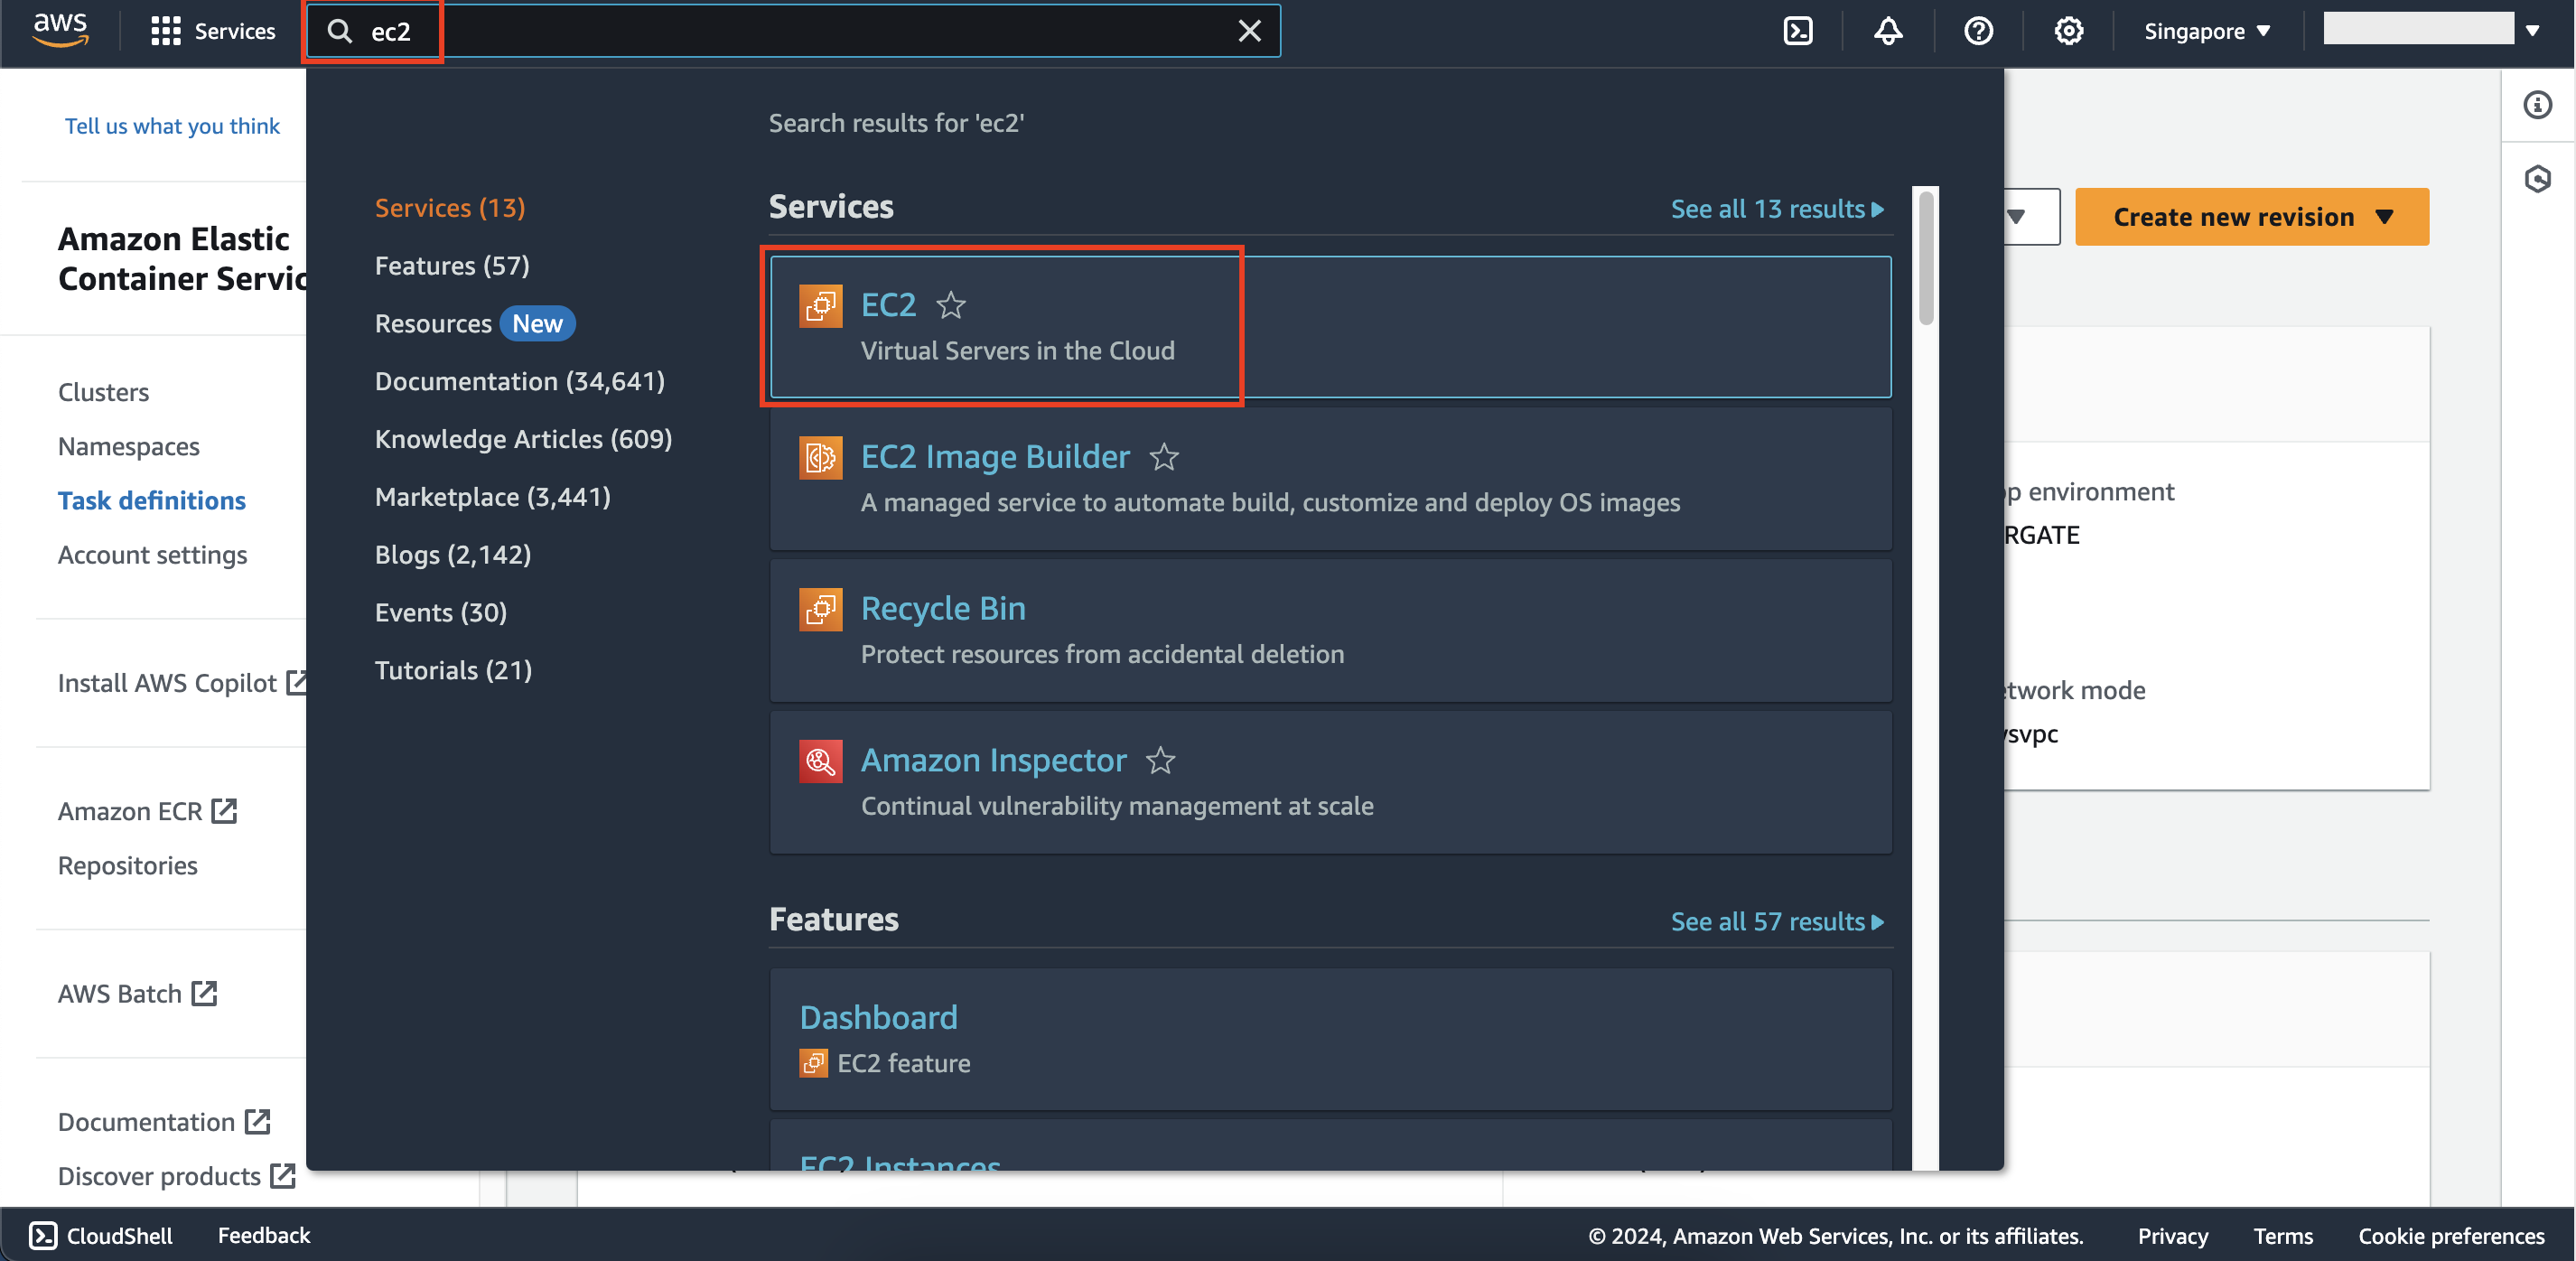 aws
Services
ec2
Singapore
Tell us what you think
Amazon Elastic
Container Servic
Clusters
Namespaces
Task definitions
Account settings
Install AWS Copilot
Amazon ECR
Repositories
AWS Batch
Documentation
Discover products
Search results for 'ec2'
Services (13)
Features (57)
Resources New
Documentation (34,641)
Knowledge Articles (609)
Marketplace (3,441)
Blogs (2,142)
Events (30)
Tutorials (21)
Services
See all 13 results
EC2
Virtual Servers in the Cloud
EC2 Image Builder
A managed service to automate build, customize and deploy OS images
Recycle Bin
Protect resources from accidental deletion
Amazon Inspector
Continual vulnerability management at scale
Features
See all 57 results
Dashboard
EC2 feature
EC2 Instances
Create new revision
p environment
RGATE
twork mode
svpc
CloudShell
Feedback
© 2024, Amazon Web Services, Inc. or its affiliates.
Privacy
Terms
Cookie preferences